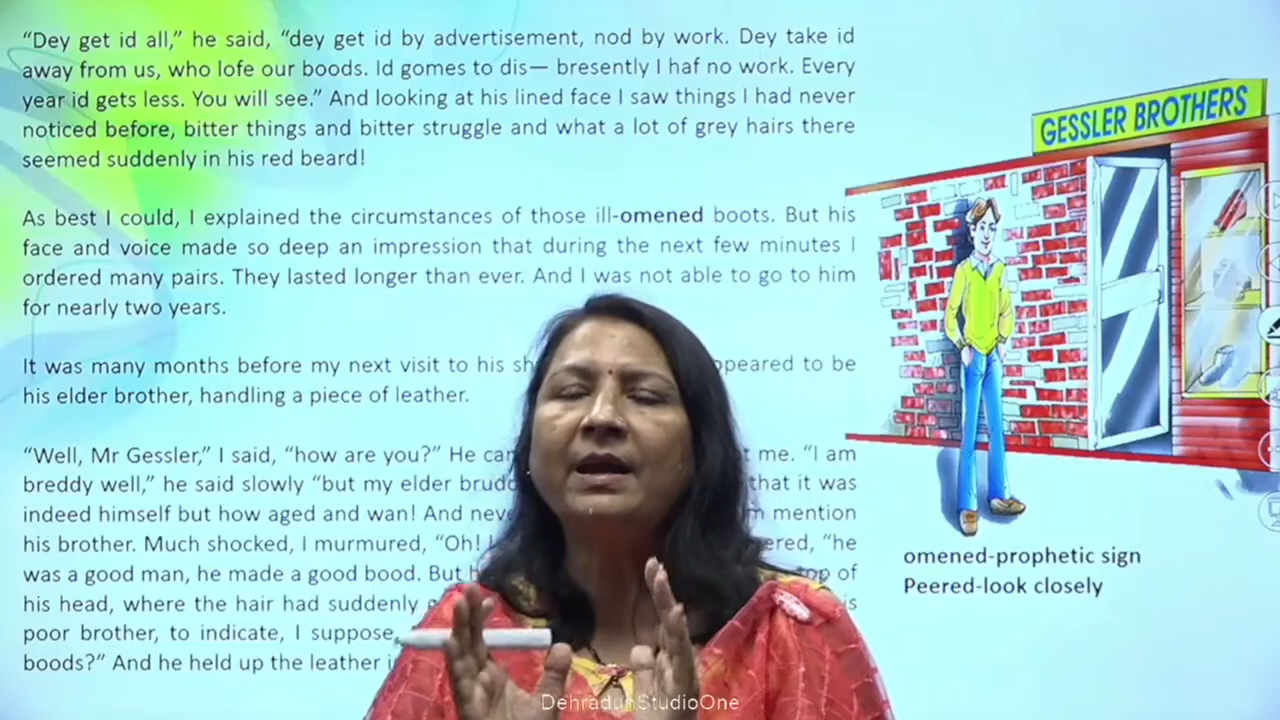 “Dey get id all,” he said, “dey get id by advertisement, nod by work. Dey take id
away from us, who lofe our boods. Id gomes to dis— bresently I haf no work. Every
year id gets less. You will see.” And looking at his lined face I saw things I had never
noticed before, bitter things and bitter struggle and what a lot of grey hairs there
seemed suddenly in his red beard!
As best I could, I explained the circumstances of those ill-omened boots. But his
face and voice made so deep an impression that during the next few minutes I
ordered many pairs. They lasted longer than ever. And I was not able to go to him
for nearly two years.
It was many months before my next visit to his appeared to be
his elder brother, handling a piece of leather.
“Well, Mr Gessler,” I said, “how are you?” He me. “I am
breddy well,” he said slowly “but my elder that it was
indeed himself but how aged and wan! And mention
his brother. Much shocked, I murmured, “Oh! “he
was a good man, he made a good bood. But top of
his head, where the hair had suddenly
poor brother, to indicate, I suppose,
boods?” And he held up the leather
GESSLER BROTHERS
omened-prophetic sign
Peered-look closely
DehradunStudioOne